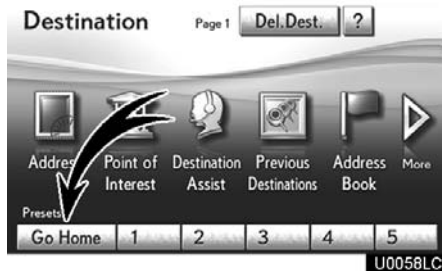 Destination Page 1 Del.Dest. ?
Address Point of Interest Destination Assist Previous Destinations Address Book More
Presets
Go Home 1 2 3 4 5
U0058LC